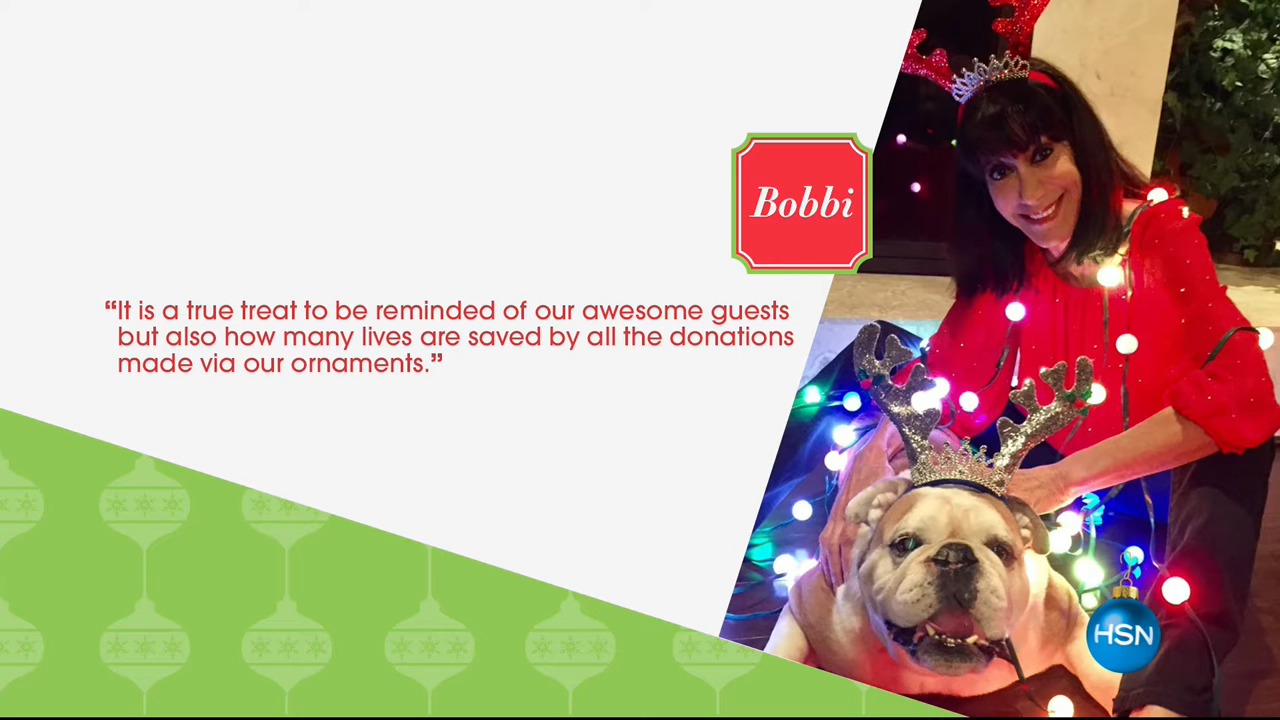 Bobbi
“It is a true treat to be reminded of our awesome guests
but also how many lives are saved by all the donations
made via our ornaments.”
HSN